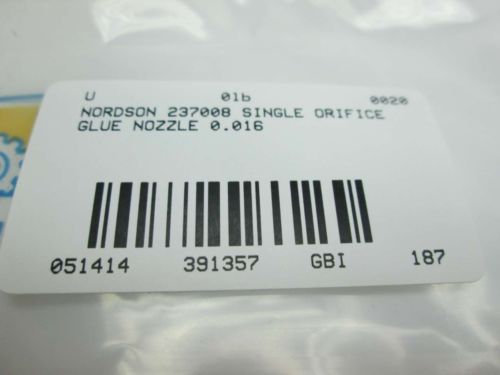 U 01b 0020
NORDSON 237008 SINGLE ORIFICE
GLUE NOZZLE 0.016
051414 391357 GBI 187